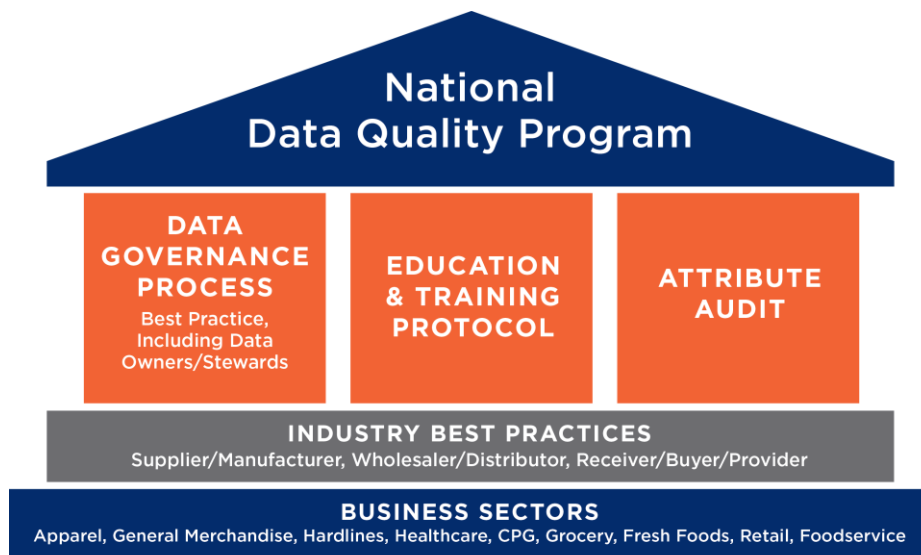 National
Data Quality Program
DATA
GOVERNANCE
PROCESS
Best Practice,
Including Data
Owners/Stewards
EDUCATION
& TRAINING
PROTOCOL
ATTRIBUTE
AUDIT
INDUSTRY BEST PRACTICES
Supplier/Manufacturer, Wholesaler/Distributor, Receiver/Buyer/Provider
BUSINESS SECTORS
Apparel, General Merchandise, Hardlines, Healthcare, CPG, Grocery, Fresh Foods, Retail, Foodservice